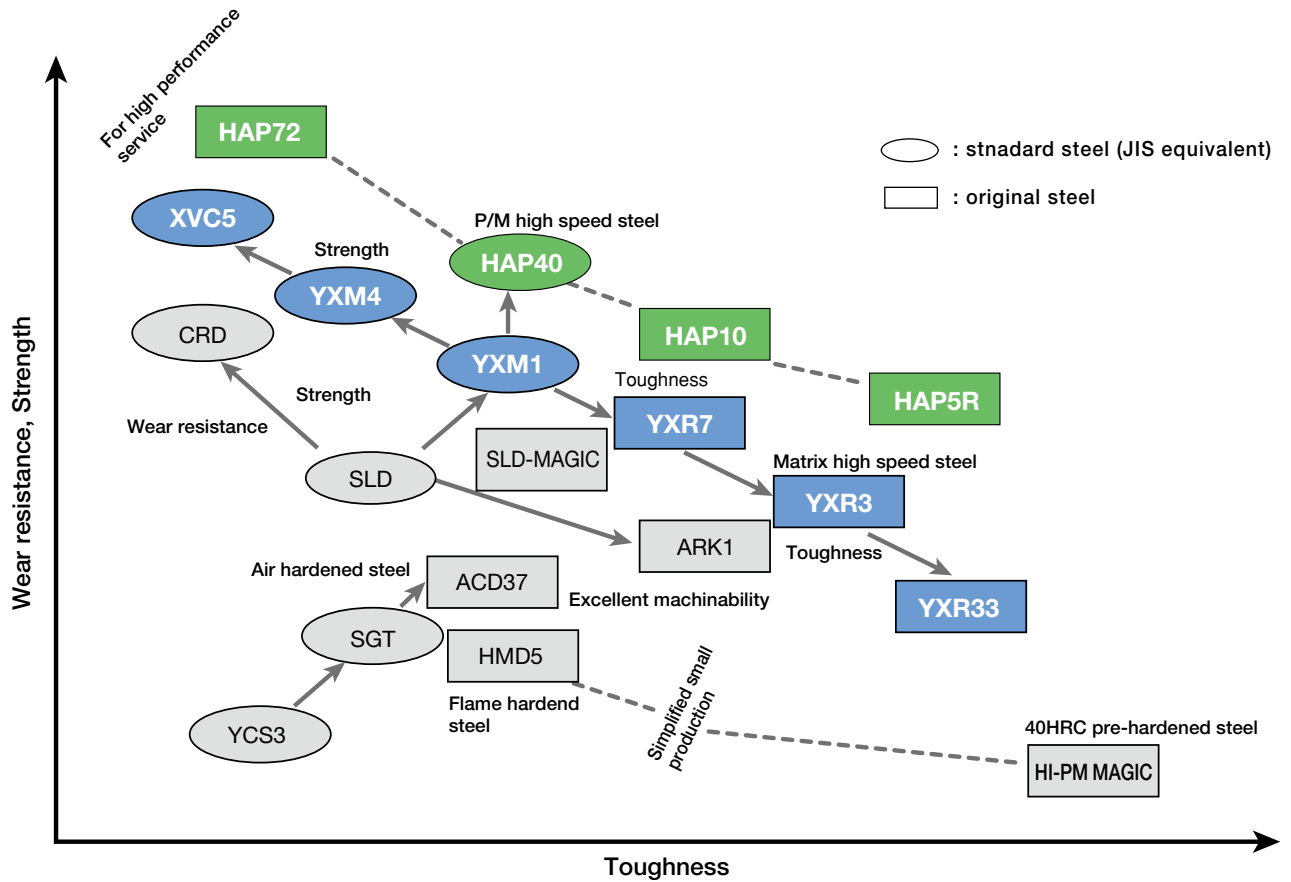 For high performance
service
HAP72
: stnadard steel (JIS equivalent)
: original steel
XVC5
P/M high speed steel
Strength
HAP40
YXM4
CRD
HAP10
YXM1
Toughness
HAP5R
Strength
YXR7
Wear resistance
SLD-MAGIC
Matrix high speed steel
SLD
YXR3
ARK1
Toughness
Air hardened steel
ACD37
Excellent machinability
YXR33
SGT
HMD5
Flame hardend
steel
Simplified small
production
YCS3
40HRC pre-hardened steel
HI-PM MAGIC
Wear resistance, Strength
Toughness